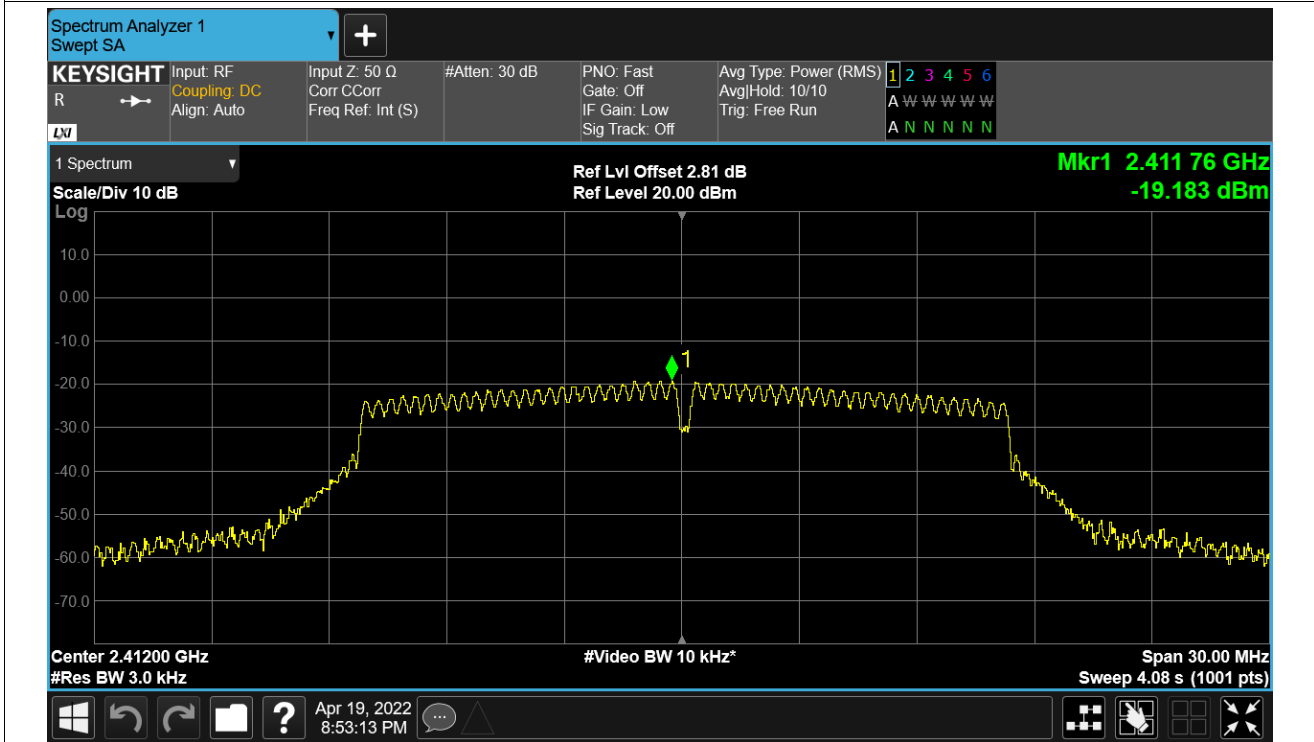 Spectrum Analyzer 1
Swept SA
▼
+
KEYSIGHT
R
LXI
Input: RF
Coupling: DC
Align: Auto
Input Z: 50 Ω
Corr CCorr
Freq Ref: Int (S)
#Atten: 30 dB
PNO: Fast
Gate: Off
IF Gain: Low
Sig Track: Off
Avg Type: Power (RMS)
Avg|Hold: 10/10
Trig: Free Run
1 2 3 4 5 6
A W W W W W
A N N N N N
1 Spectrum ▼
Scale/Div 10 dB
Log
Ref Lvl Offset 2.81 dB
Ref Level 20.00 dBm
Mkr1 2.411 76 GHz
-19.183 dBm
10.0
0.00
-10.0
1
-20.0
-30.0
-40.0
-50.0
-60.0
-70.0
Center 2.41200 GHz
#Res BW 3.0 kHz
#Video BW 10 kHz*
Span 30.00 MHz
Sweep 4.08 s (1001 pts)
?
Apr 19, 2022
8:53:13 PM